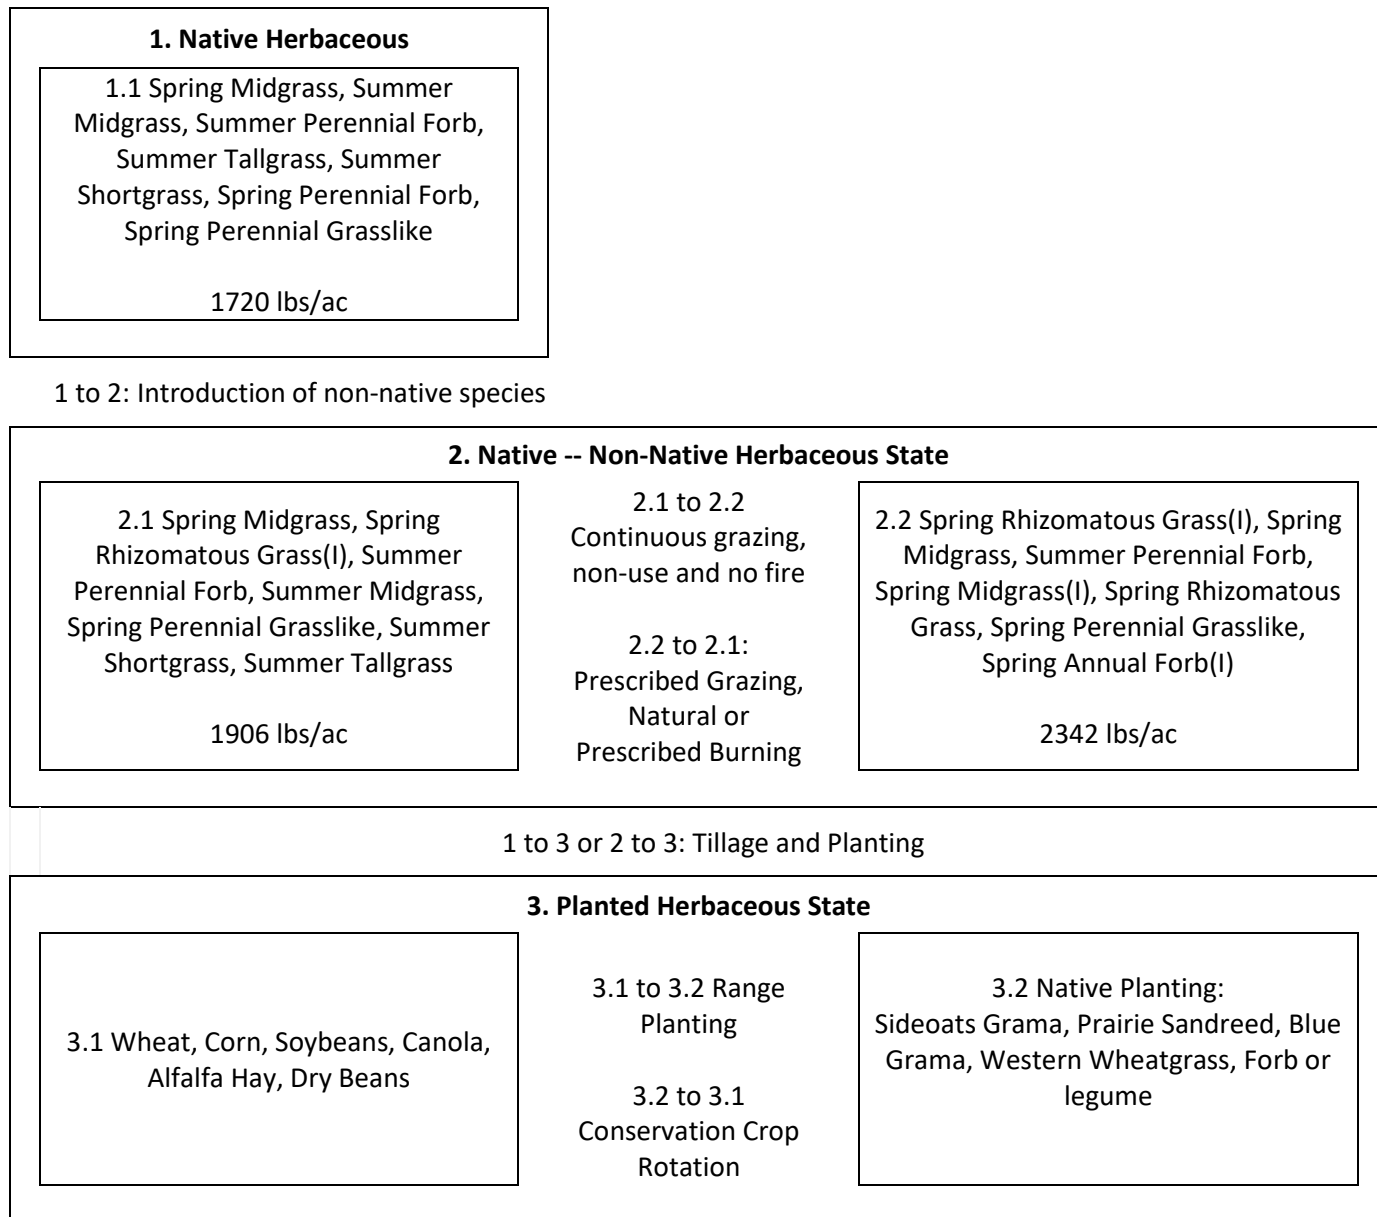 1. Native Herbaceous
1.1 Spring Midgrass, Summer
Midgrass, Summer Perennial Forb,
Summer Tallgrass, Summer
Shortgrass, Spring Perennial Forb,
Spring Perennial Grasslike
1720 lbs/ac
1 to 2: Introduction of non-native species
2. Native -- Non-Native Herbaceous State
2.1 Spring Midgrass, Spring
Rhizomatous Grass(I), Summer
Perennial Forb, Summer Midgrass,
Spring Perennial Grasslike, Summer
Shortgrass, Summer Tallgrass
1906 lbs/ac
2.1 to 2.2
Continuous grazing,
non-use and no fire
2.2 to 2.1:
Prescribed Grazing,
Natural or
Prescribed Burning
2.2 Spring Rhizomatous Grass(I), Spring
Midgrass, Summer Perennial Forb,
Spring Midgrass(I), Spring Rhizomatous
Grass, Spring Perennial Grasslike,
Spring Annual Forb(I)
2342 lbs/ac
1 to 3 or 2 to 3: Tillage and Planting
3. Planted Herbaceous State
3.1 Wheat, Corn, Soybeans, Canola,
Alfalfa Hay, Dry Beans
3.1 to 3.2 Range
Planting
3.2 to 3.1
Conservation Crop
Rotation
3.2 Native Planting:
Sideoats Grama, Prairie Sandreed, Blue
Grama, Western Wheatgrass, Forb or
legume